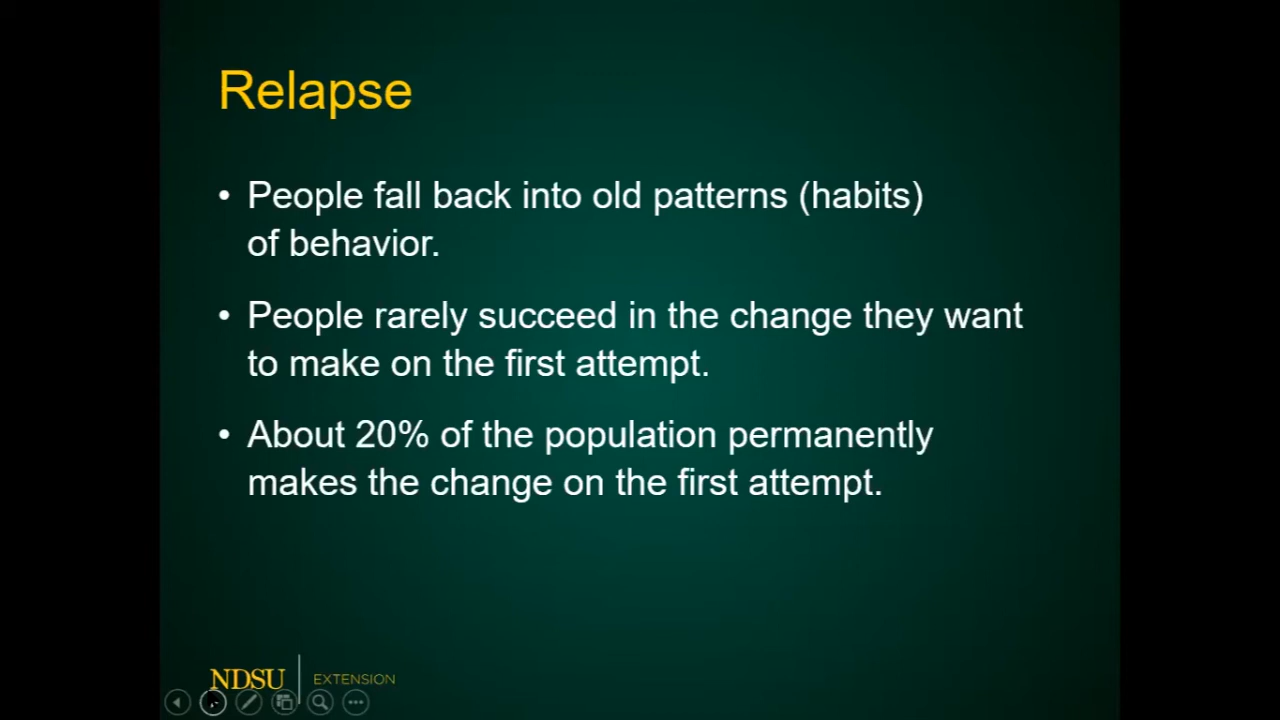 Relapse
• People fall back into old patterns (habits)
of behavior.
• People rarely succeed in the change they want
to make on the first attempt.
• About 20% of the population permanently
makes the change on the first attempt.
NDSU | EXTENSION